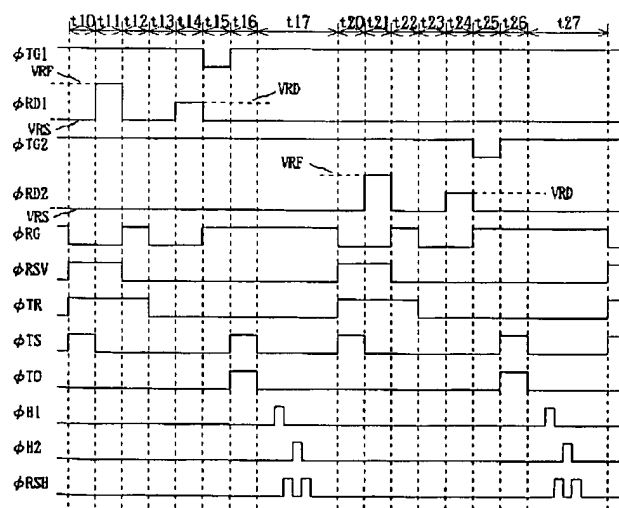 t10 t11 t12 t13 t14 t15 t16 t17 t20 t21 t22 t23 t24 t25 t26 t27
φTG1
VRF
φRD1 VRD
VRS
φTG2
VRF
φRD2 VRD
VRS
φRG
φRSV
φTR
φTS
φTO
φH1
φH2
φRSH